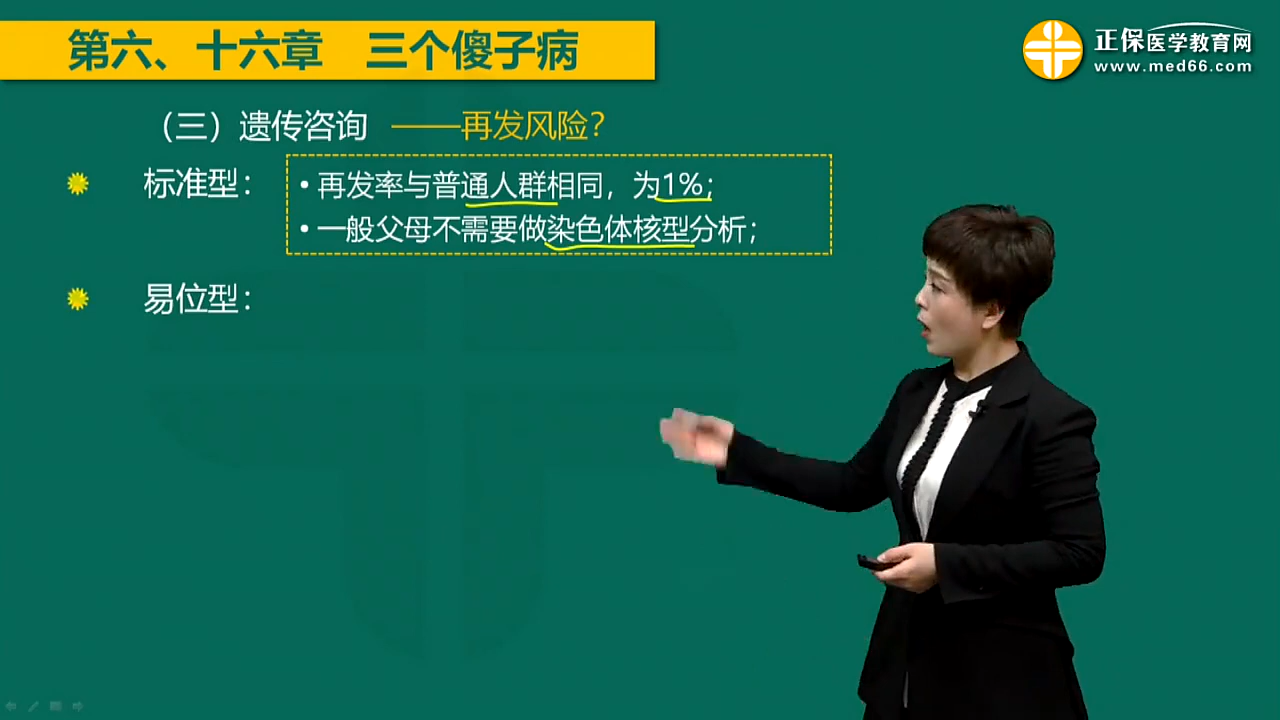 第六、十六章 三个傻子病
正保医学教育网
www.med66.com
（三）遗传咨询 ——再发风险？
标准型：
• 再发率与普通人群相同，为1%；
• 一般父母不需要做染色体核型分析；
易位型：